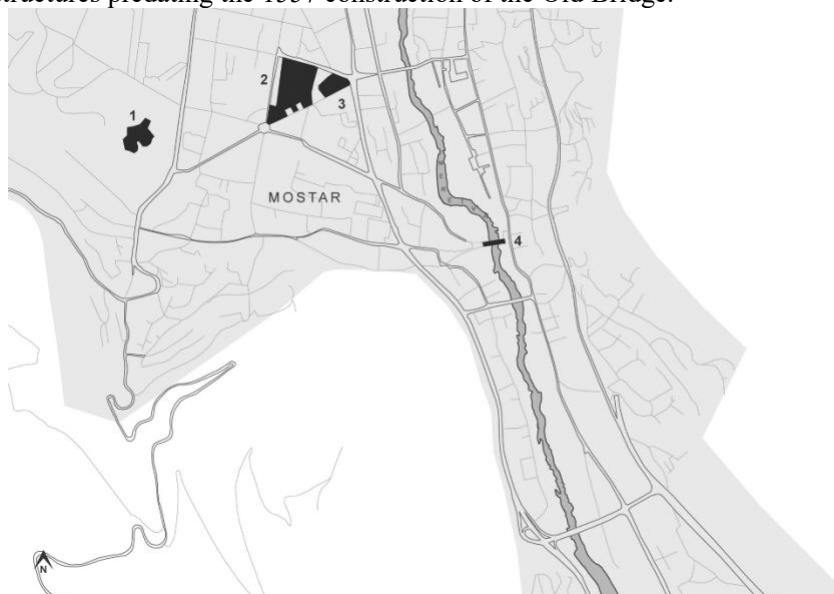 structures predating the 1557 construction of the Old Bridge.
2
3
1
MOSTAR
4
N